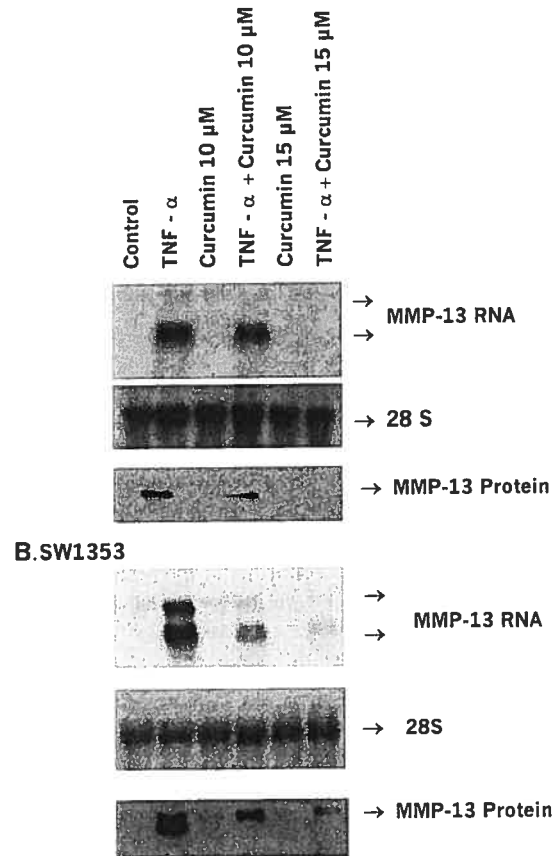 Control
TNF - α
Curcumin 10 µM
TNF - α + Curcumin 10 µM
Curcumin 15 µM
TNF - α + Curcumin 15 µM
→
MMP-13 RNA
→
→ 28 S
→ MMP-13 Protein
B.SW1353
→
MMP-13 RNA
→
→ 28S
→ MMP-13 Protein